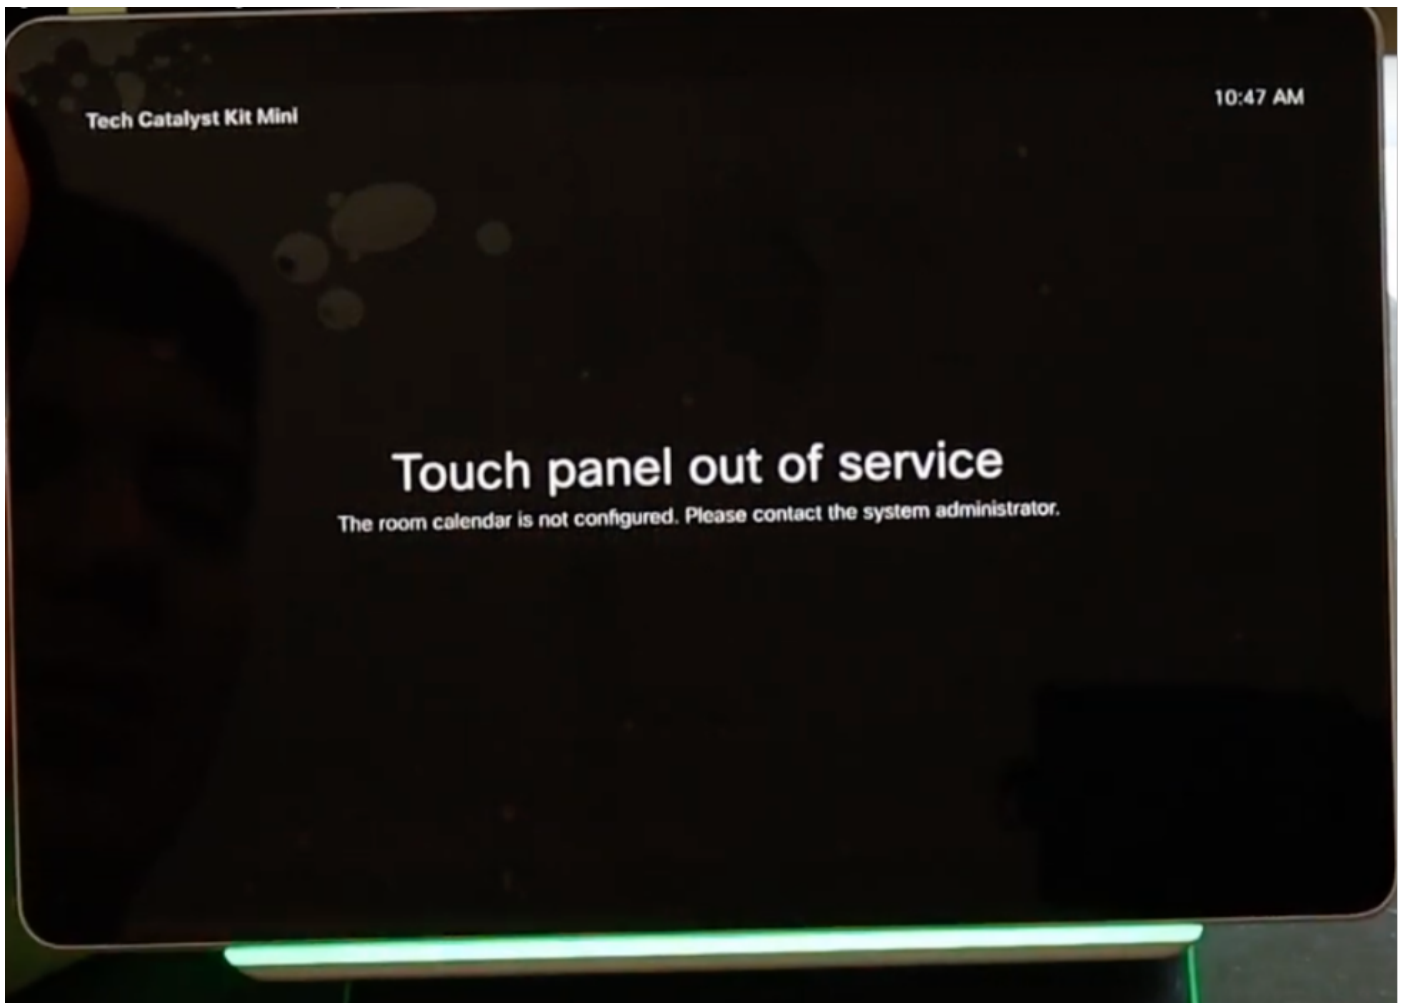 Tech Catalyst Kit Mini
10:47 AM
Touch panel out of service
The room calendar is not configured. Please contact the system administrator.